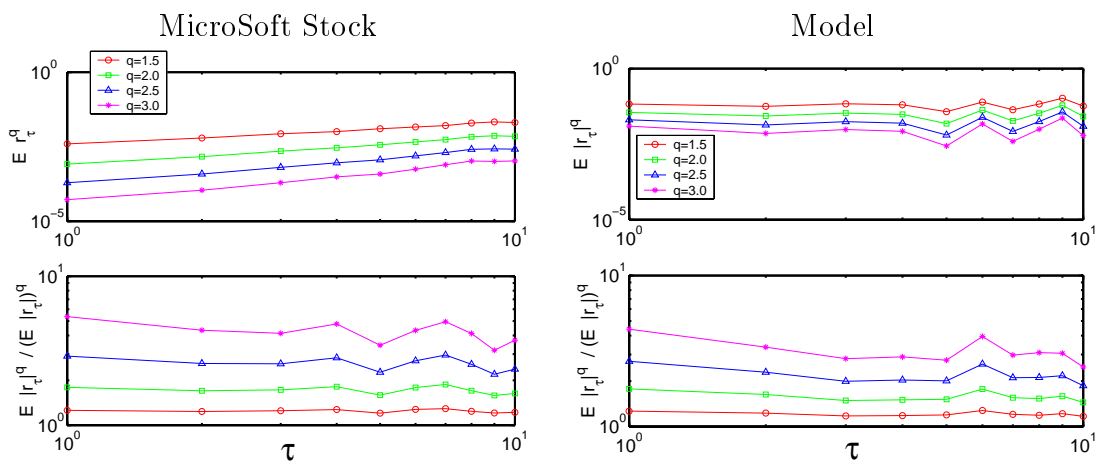 MicroSoft Stock
Model
q=1.5
q=2.0
q=2.5
q=3.0
10^0
10^-5
10^0
10^1
E r_τ^q
10^0
10^-5
10^0
10^1
E |r_τ|^q
q=1.5
q=2.0
q=2.5
q=3.0
10^1
10^0
10^0
10^1
E |r_τ|^q / (E |r_τ|)^q
τ
10^1
10^0
10^0
10^1
E |r_τ|^q / (E |r_τ|)^q
τ